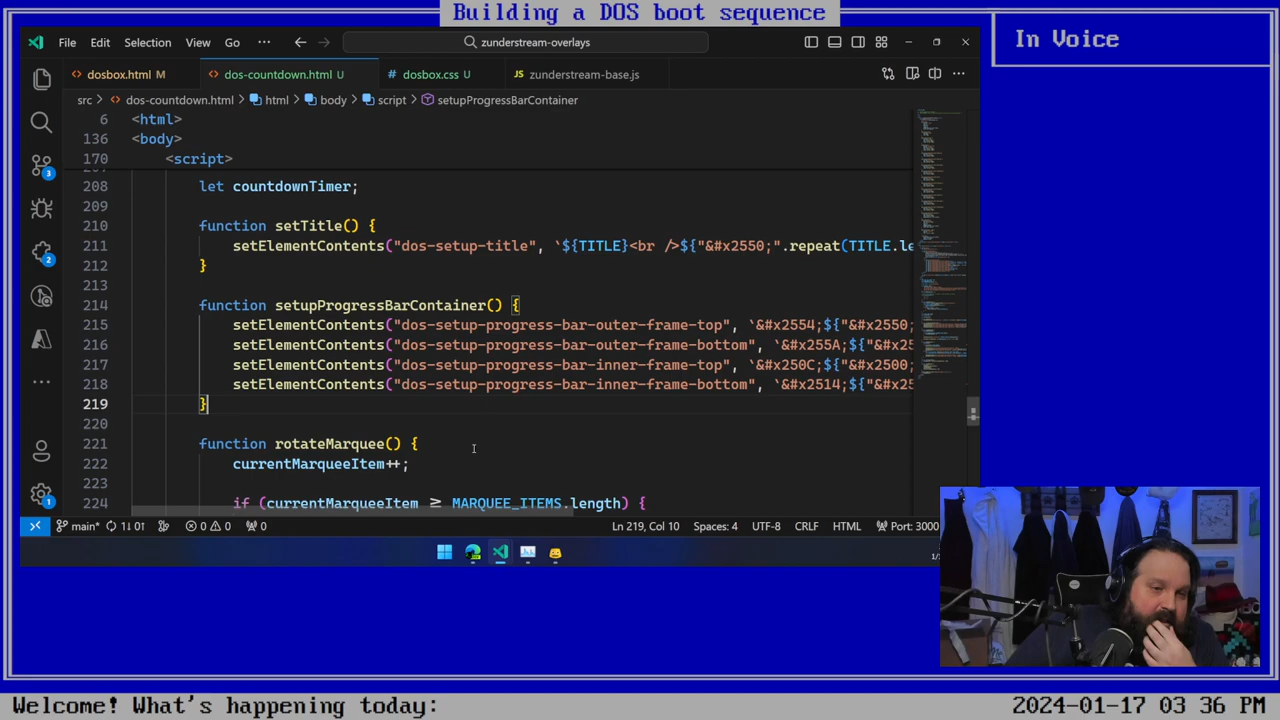 Building a DOS boot sequence
File Edit Selection View Go ... zunderstream-overlays
In Voice
dosbox.html M dos-countdown.html U dosbox.css U zunderstream-base.js
src > dos-countdown.html > html > body > script > setupProgressBarContainer
6 <html>
136 <body>
170 <script>
208 let countdownTimer;
209
210 function setTitle() {
211 setElementContents("dos-setup-title", `${TITLE}<br />${"&#x2550;".repeat(TITLE.le
212 }
213
214 function setupProgressBarContainer() {
215 setElementContents("dos-setup-progress-bar-outer-frame-top", `&#x2554;${"&#x2550;
216 setElementContents("dos-setup-progress-bar-outer-frame-bottom", `&#x255A;${"&#x25
217 setElementContents("dos-setup-progress-bar-inner-frame-top", `&#x250C;${"&#x2500;
218 setElementContents("dos-setup-progress-bar-inner-frame-bottom", `&#x2514;${"&#x25
219 }
220
221 function rotateMarquee() {
222 currentMarqueeItem++;
223
224 if (currentMarqueeItem ≥ MARQUEE_ITEMS.length) {
main* 1↓ 0↑ 0 0 0 Ln 219, Col 10 Spaces: 4 UTF-8 CRLF HTML Port: 3000
Welcome! What's happening today:
2024-01-17 03 36 PM